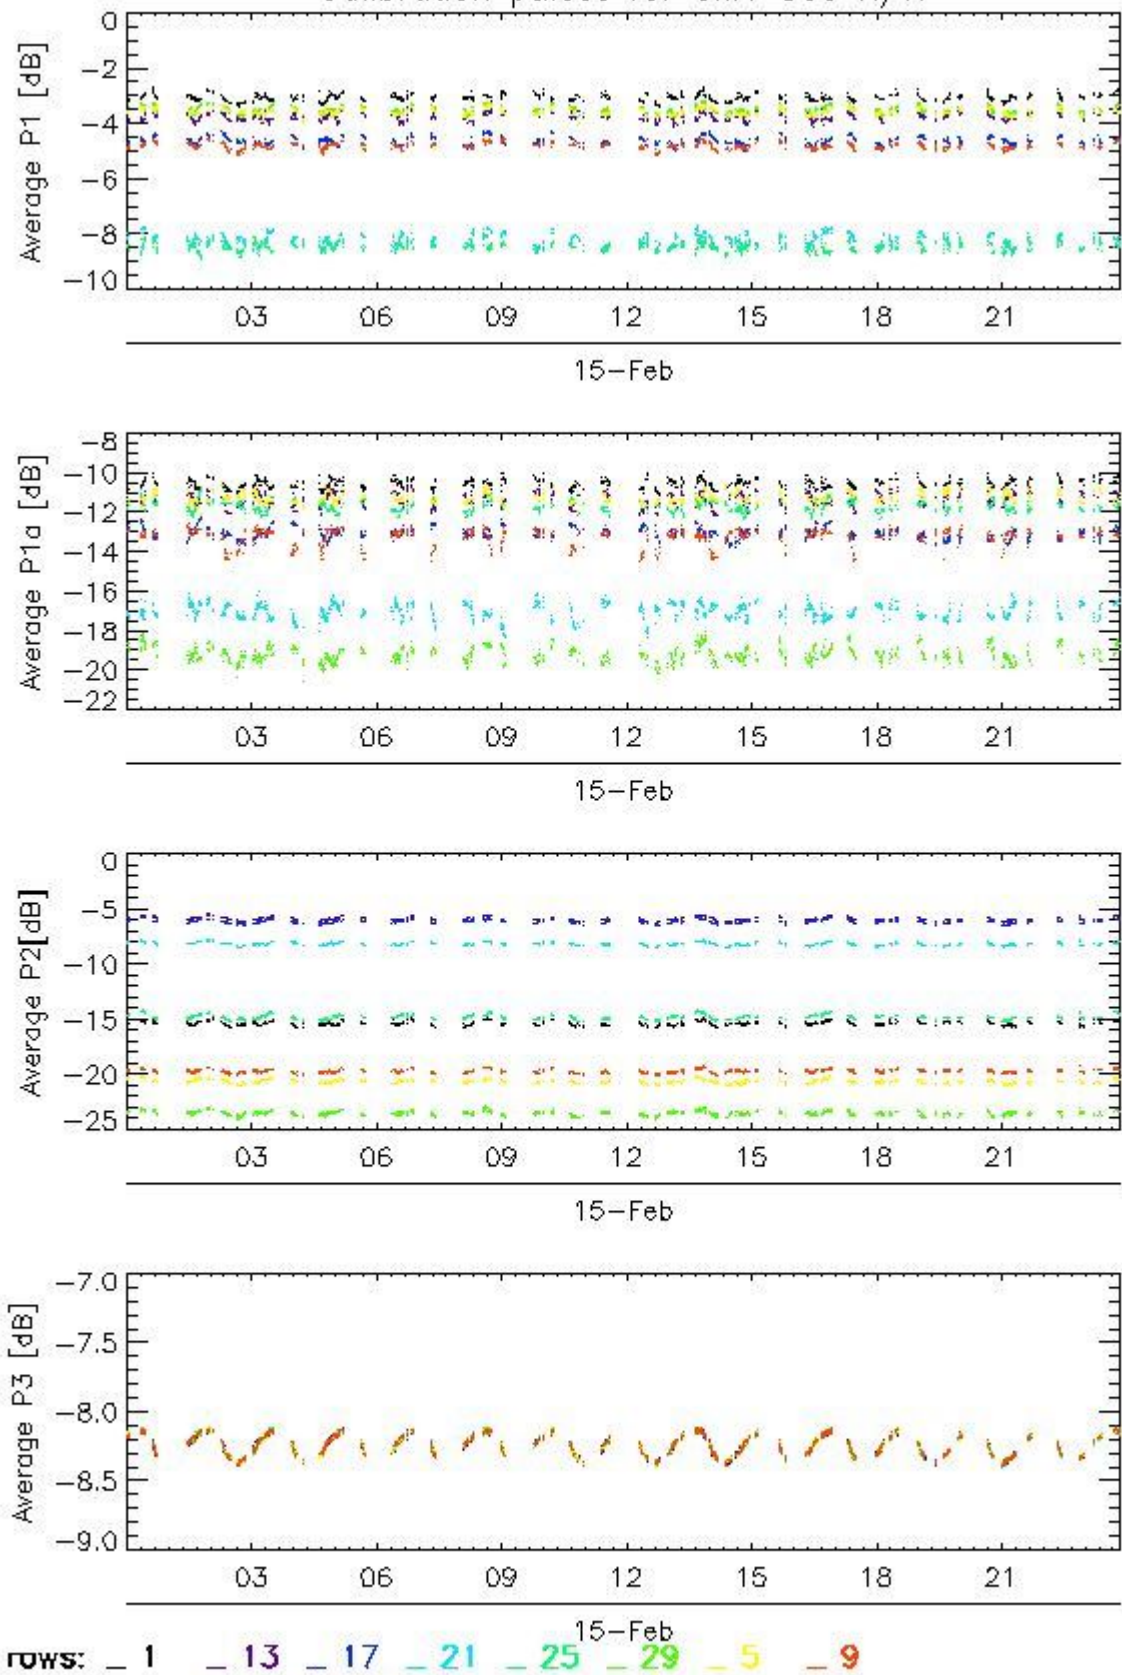 Average P1 [dB]
0
-2
-4
-6
-8
-10
03 06 09 12 15 18 21
15-Feb
Average P1a [dB]
-8
-10
-12
-14
-16
-18
-20
-22
03 06 09 12 15 18 21
15-Feb
Average P2[dB]
0
-5
-10
-15
-20
-25
03 06 09 12 15 18 21
15-Feb
Average P3 [dB]
-7.0
-7.5
-8.0
-8.5
-9.0
03 06 09 12 15 18 21
15-Feb
rows: _ 1 _ 13 _ 17 _ 21 _ 25 _ 29 _ 5 _ 9